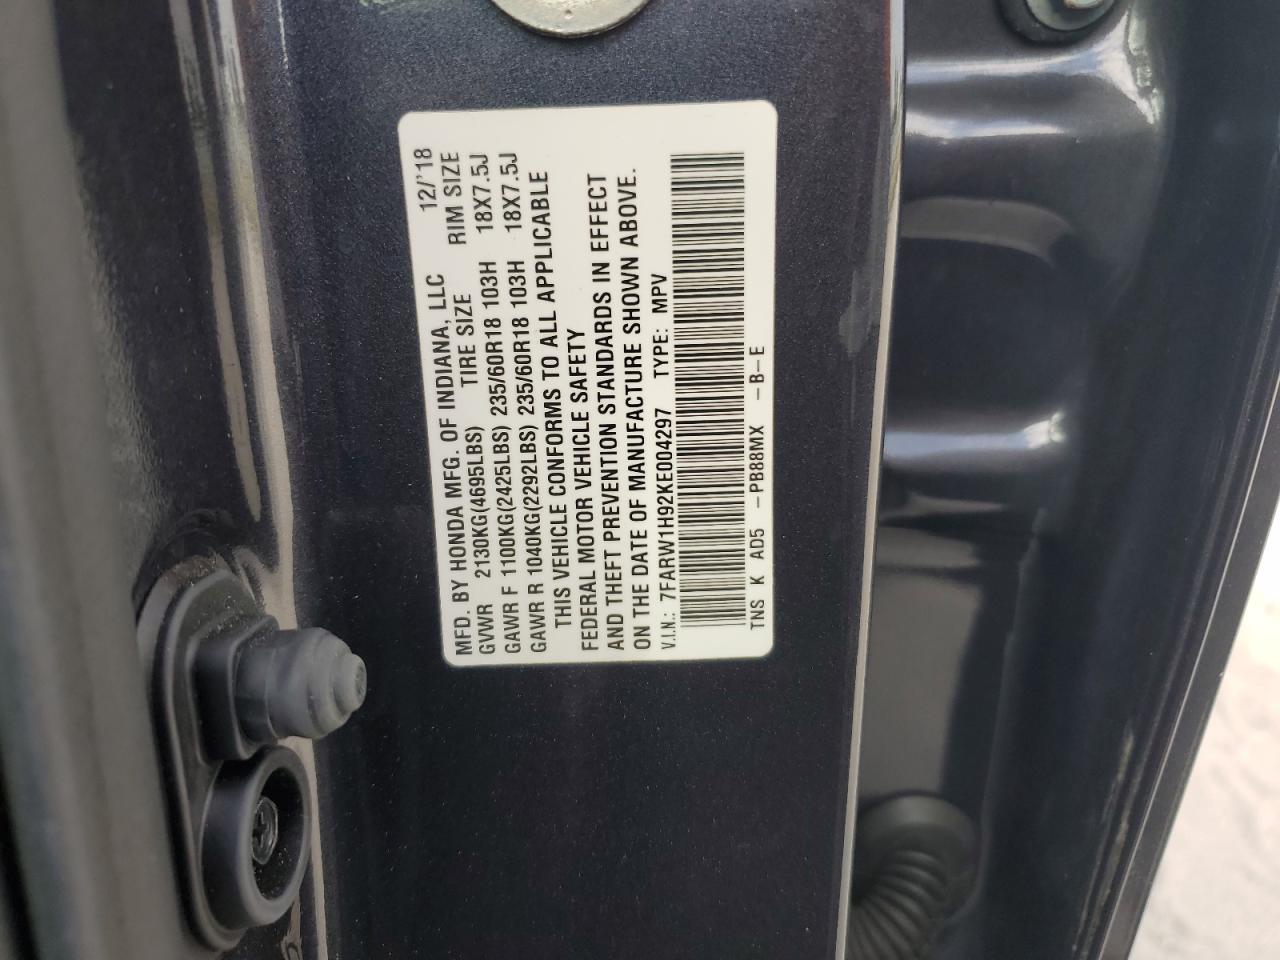 MFD. BY HONDA MFG. OF INDIANA, LLC 12/'18
GVWR 2130KG(4695LBS) TIRE SIZE RIM SIZE
GAWR F 1100KG(2425LBS) 235/60R18 103H 18X7.5J
GAWR R 1040KG(2292LBS) 235/60R18 103H 18X7.5J
THIS VEHICLE CONFORMS TO ALL APPLICABLE
FEDERAL MOTOR VEHICLE SAFETY
AND THEFT PREVENTION STANDARDS IN EFFECT
ON THE DATE OF MANUFACTURE SHOWN ABOVE.
V.I.N.: 7FARW1H92KE004297 TYPE: MPV
TNS K AD5 -PB88MX -B-E